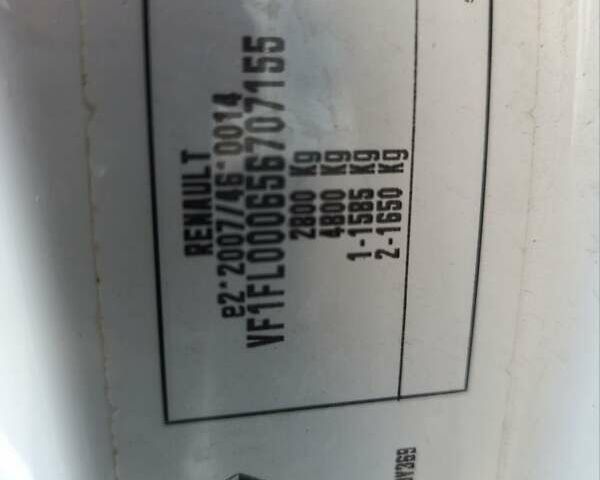 RENAULT
e2*2007/46*0014
VF1FL000656707155
2800 Kg
4800 Kg
1-1585 Kg
2-1650 Kg